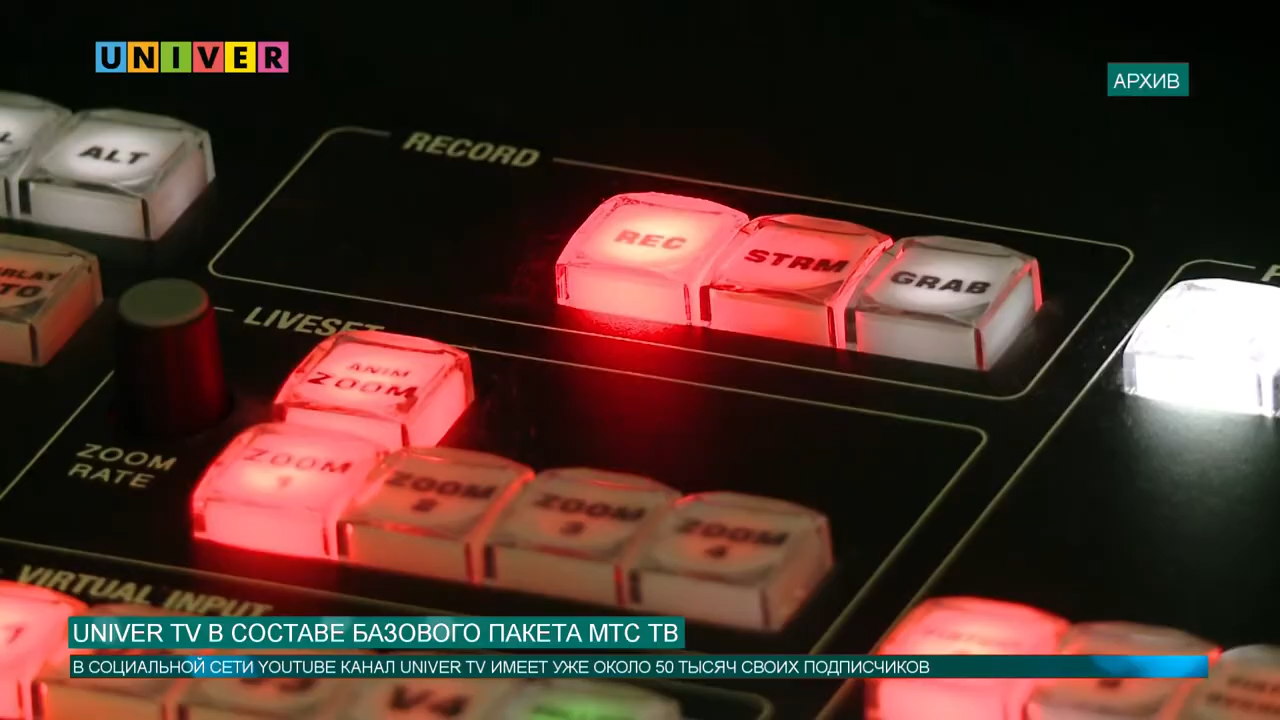 UNIVER
АРХИВ
ALT
RECORD
REC
STRM
GRAB
LIVESET
ANIM
ZOOM
ZOOM
RATE
ZOOM
1
ZOOM
2
ZOOM
3
ZOOM
4
VIRTUAL INPUT
1
V4
UNIVER TV В СОСТАВЕ БАЗОВОГО ПАКЕТА МТС ТВ
В СОЦИАЛЬНОЙ СЕТИ YOUTUBE КАНАЛ UNIVER TV ИМЕЕТ УЖЕ ОКОЛО 50 ТЫСЯЧ СВОИХ ПОДПИСЧИКОВ